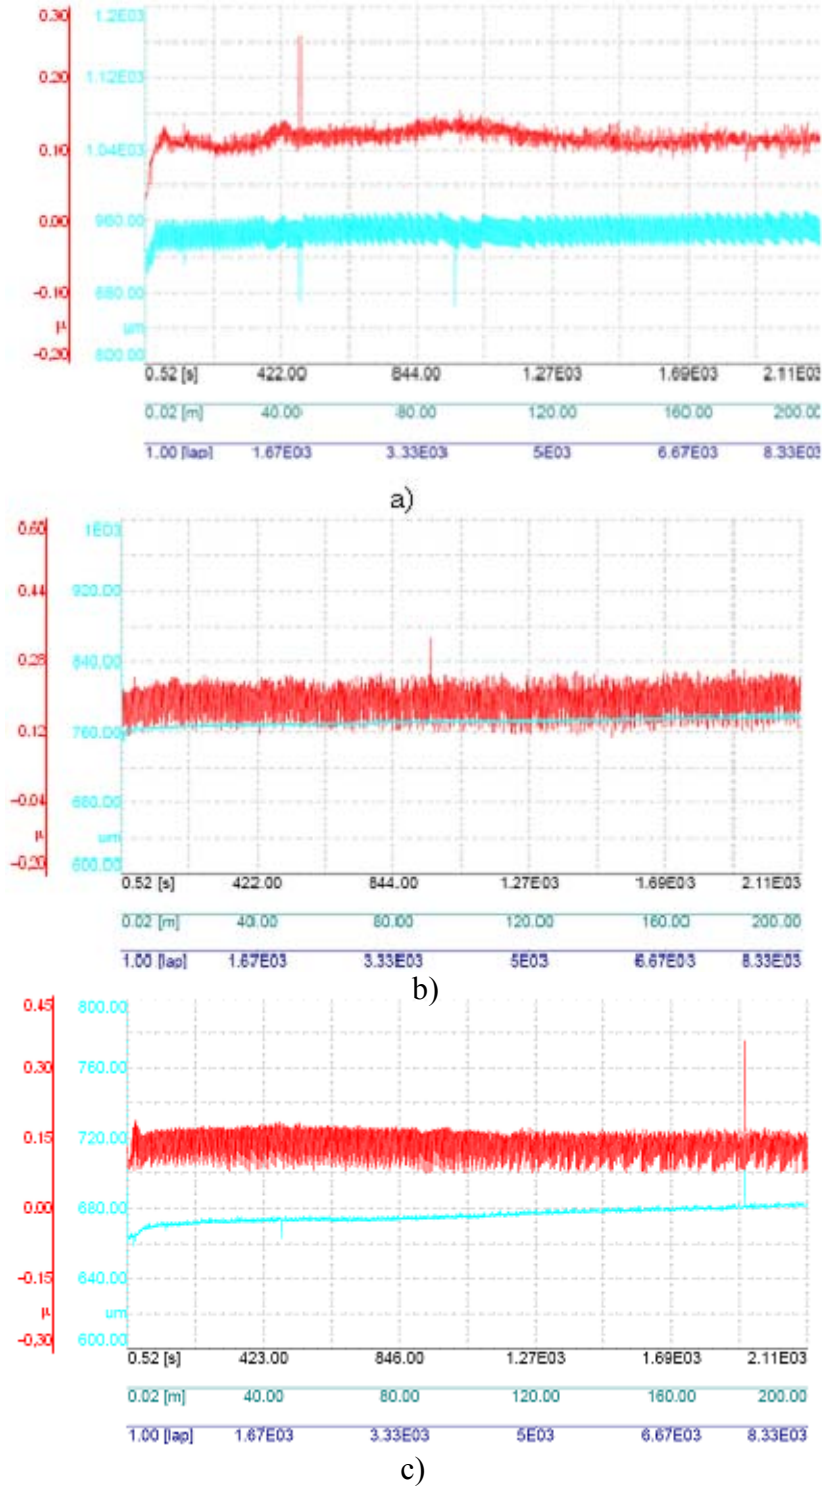 0.30 1.2E03
0.20 1.12E03
0.10 1.04E03
0.00 960.00
-0.10 880.00
μ um
-0.20 800.00
0.52 [s] 422.00 844.00 1.27E03 1.69E03 2.11E03
0.02 [m] 40.00 80.00 120.00 160.00 200.00
1.00 [lap] 1.67E03 3.33E03 5E03 6.67E03 8.33E03
a)
0.60 1E03
0.44 920.00
0.28 840.00
0.12 760.00
-0.04 680.00
μ um
-0.20 600.00
0.52 [s] 422.00 844.00 1.27E03 1.69E03 2.11E03
0.02 [m] 40.00 80.00 120.00 160.00 200.00
1.00 [lap] 1.67E03 3.33E03 5E03 6.67E03 8.33E03
b)
0.45 800.00
0.30 760.00
0.15 720.00
0.00 680.00
-0.15 640.00
μ um
-0.30 600.00
0.52 [s] 423.00 846.00 1.27E03 1.69E03 2.11E03
0.02 [m] 40.00 80.00 120.00 160.00 200.00
1.00 [lap] 1.67E03 3.33E03 5E03 6.67E03 8.33E03
c)